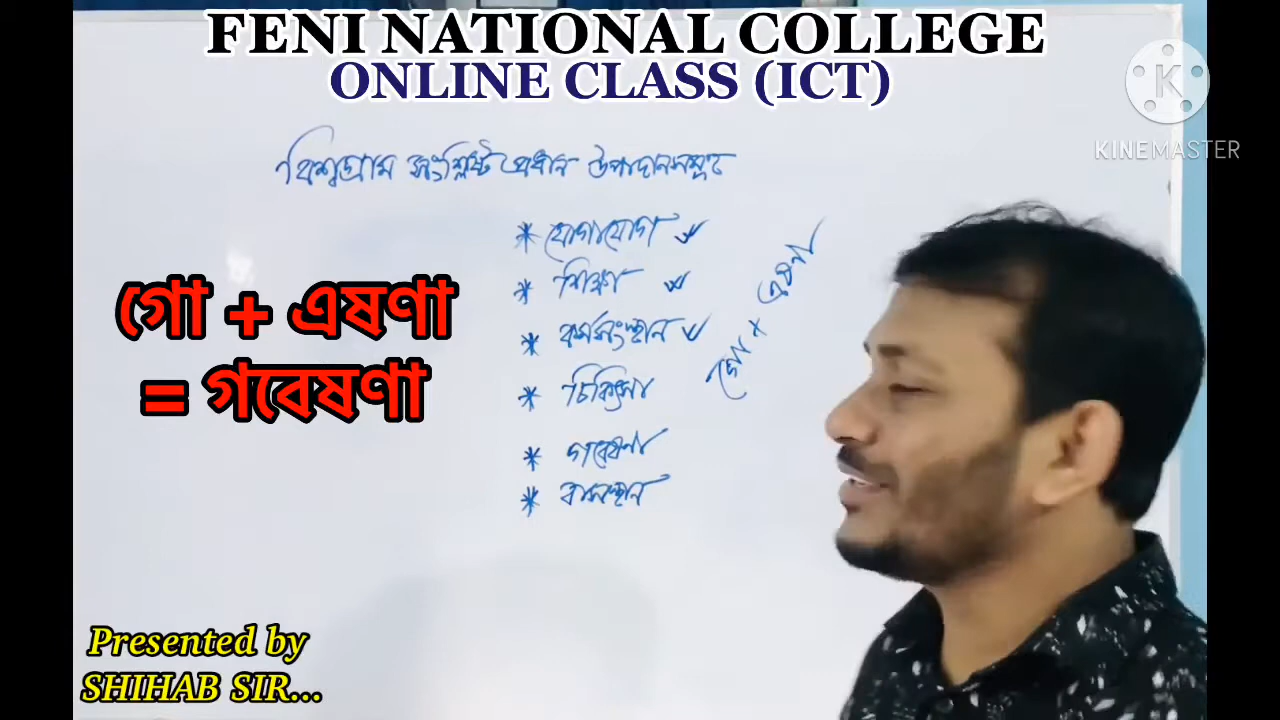 FENI NATIONAL COLLEGE
ONLINE CLASS (ICT)
K
KINEMASTER
বিশ্বগ্রাম সংশ্লিষ্ট প্রধান উপাদানসমূহ
* যোগাযোগ
* শিক্ষা
* কর্মসংস্থান
* চিকিৎসা
* গবেষণা
* বাসস্থান
গো + এষণা
গো + এষণা
= গবেষণা
Presented by
SHIHAB SIR...